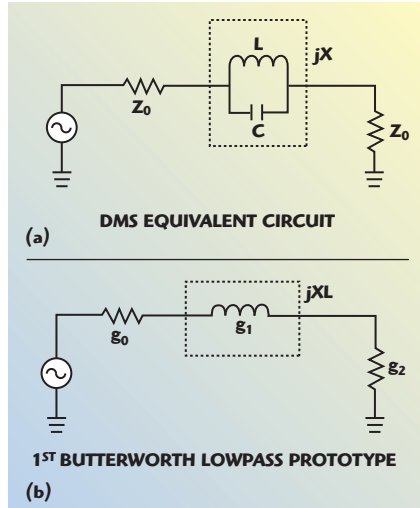 L
jX
Z₀
C
Z₀
DMS EQUIVALENT CIRCUIT
(a)
jXL
g₀
g₁
g₂
1ST BUTTERWORTH LOWPASS PROTOTYPE
(b)